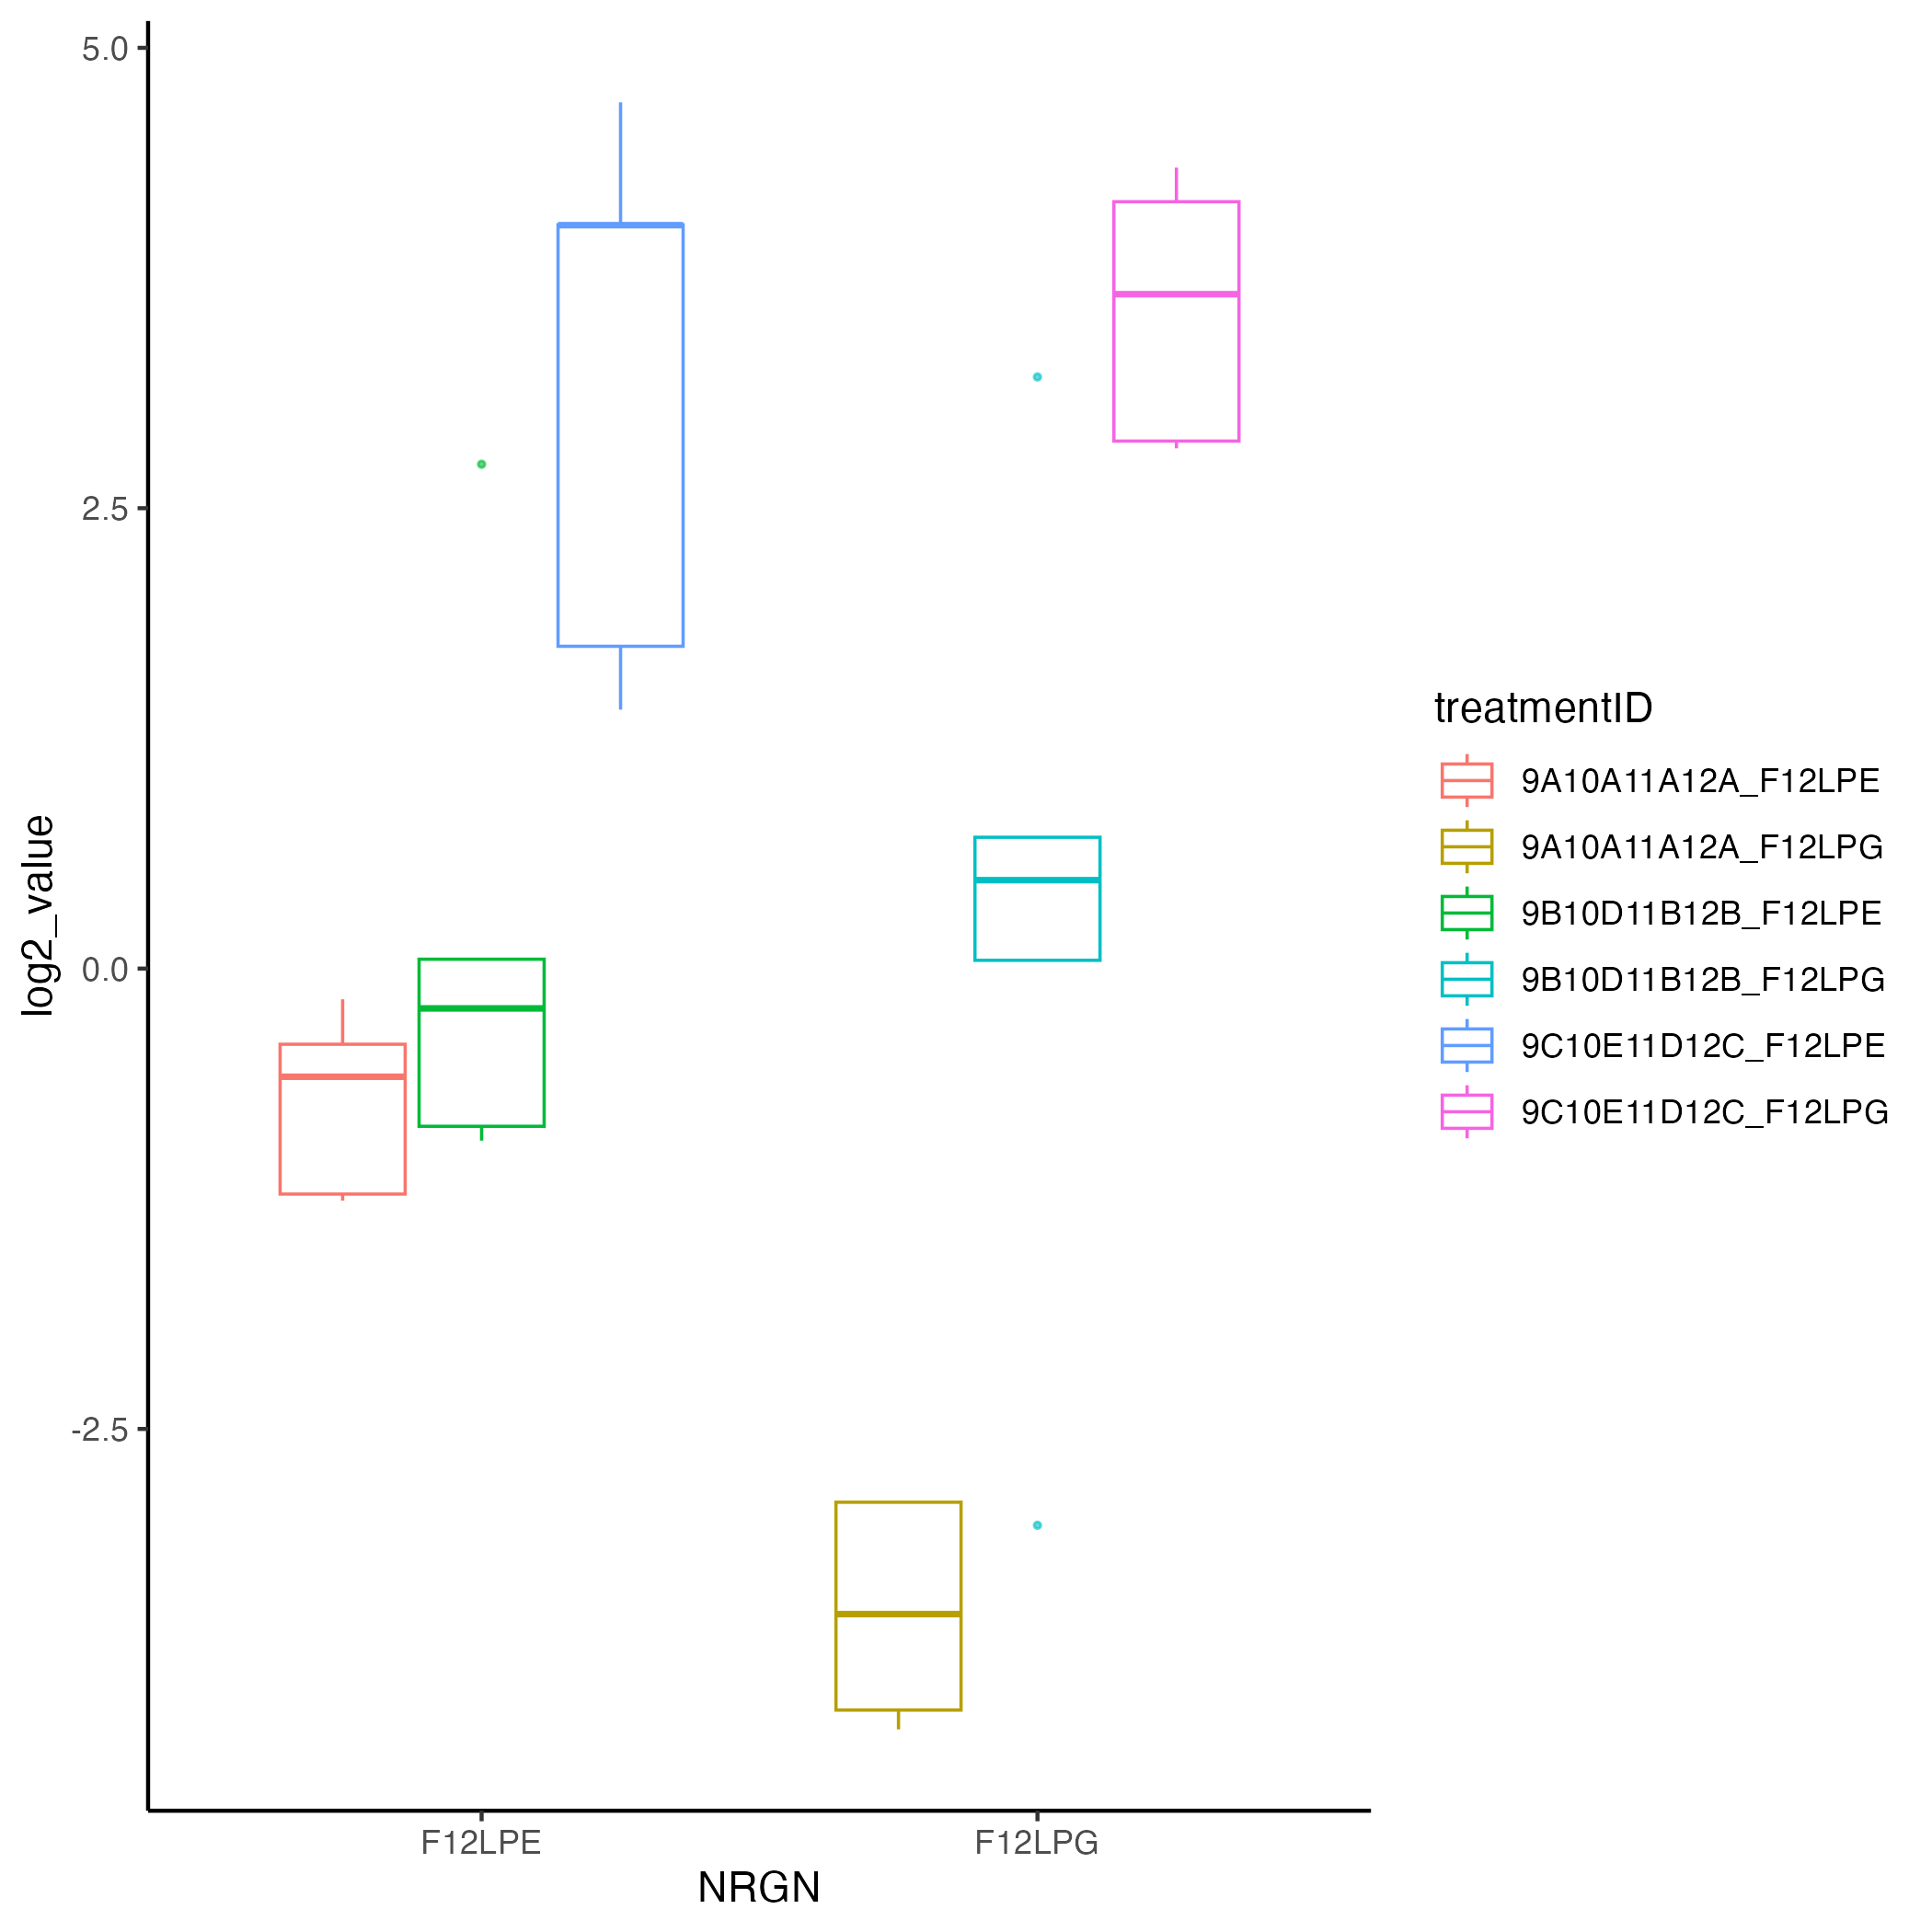 5.0
2.5
0.0
-2.5
log2_value
F12LPE
F12LPG
NRGN
treatmentID
9A10A11A12A_F12LPE
9A10A11A12A_F12LPG
9B10D11B12B_F12LPE
9B10D11B12B_F12LPG
9C10E11D12C_F12LPE
9C10E11D12C_F12LPG